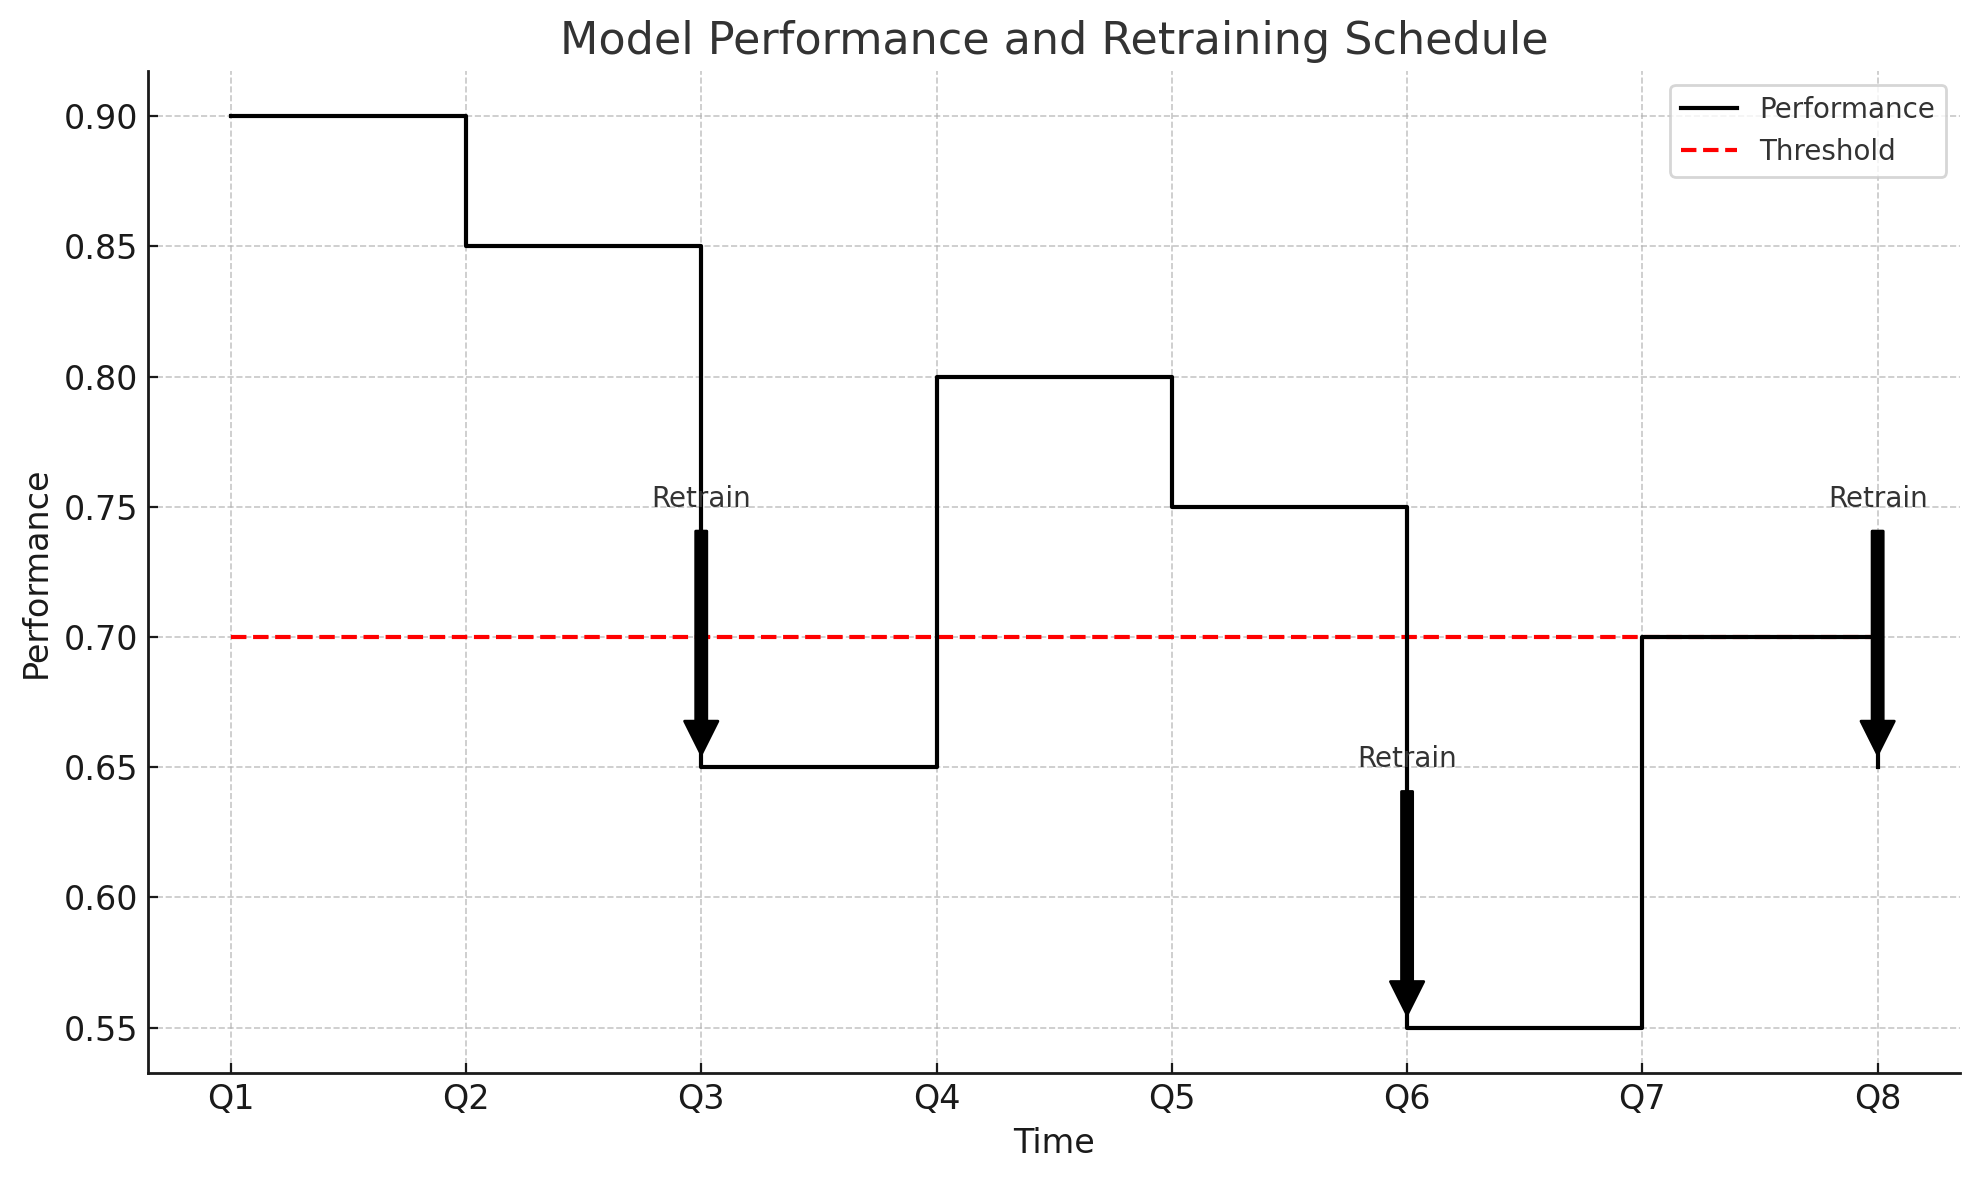 Model Performance and Retraining Schedule
Performance
Threshold
0.90
0.85
0.80
0.75
0.70
0.65
0.60
0.55
Performance
Retrain
Retrain
Retrain
Q1 Q2 Q3 Q4 Q5 Q6 Q7 Q8
Time